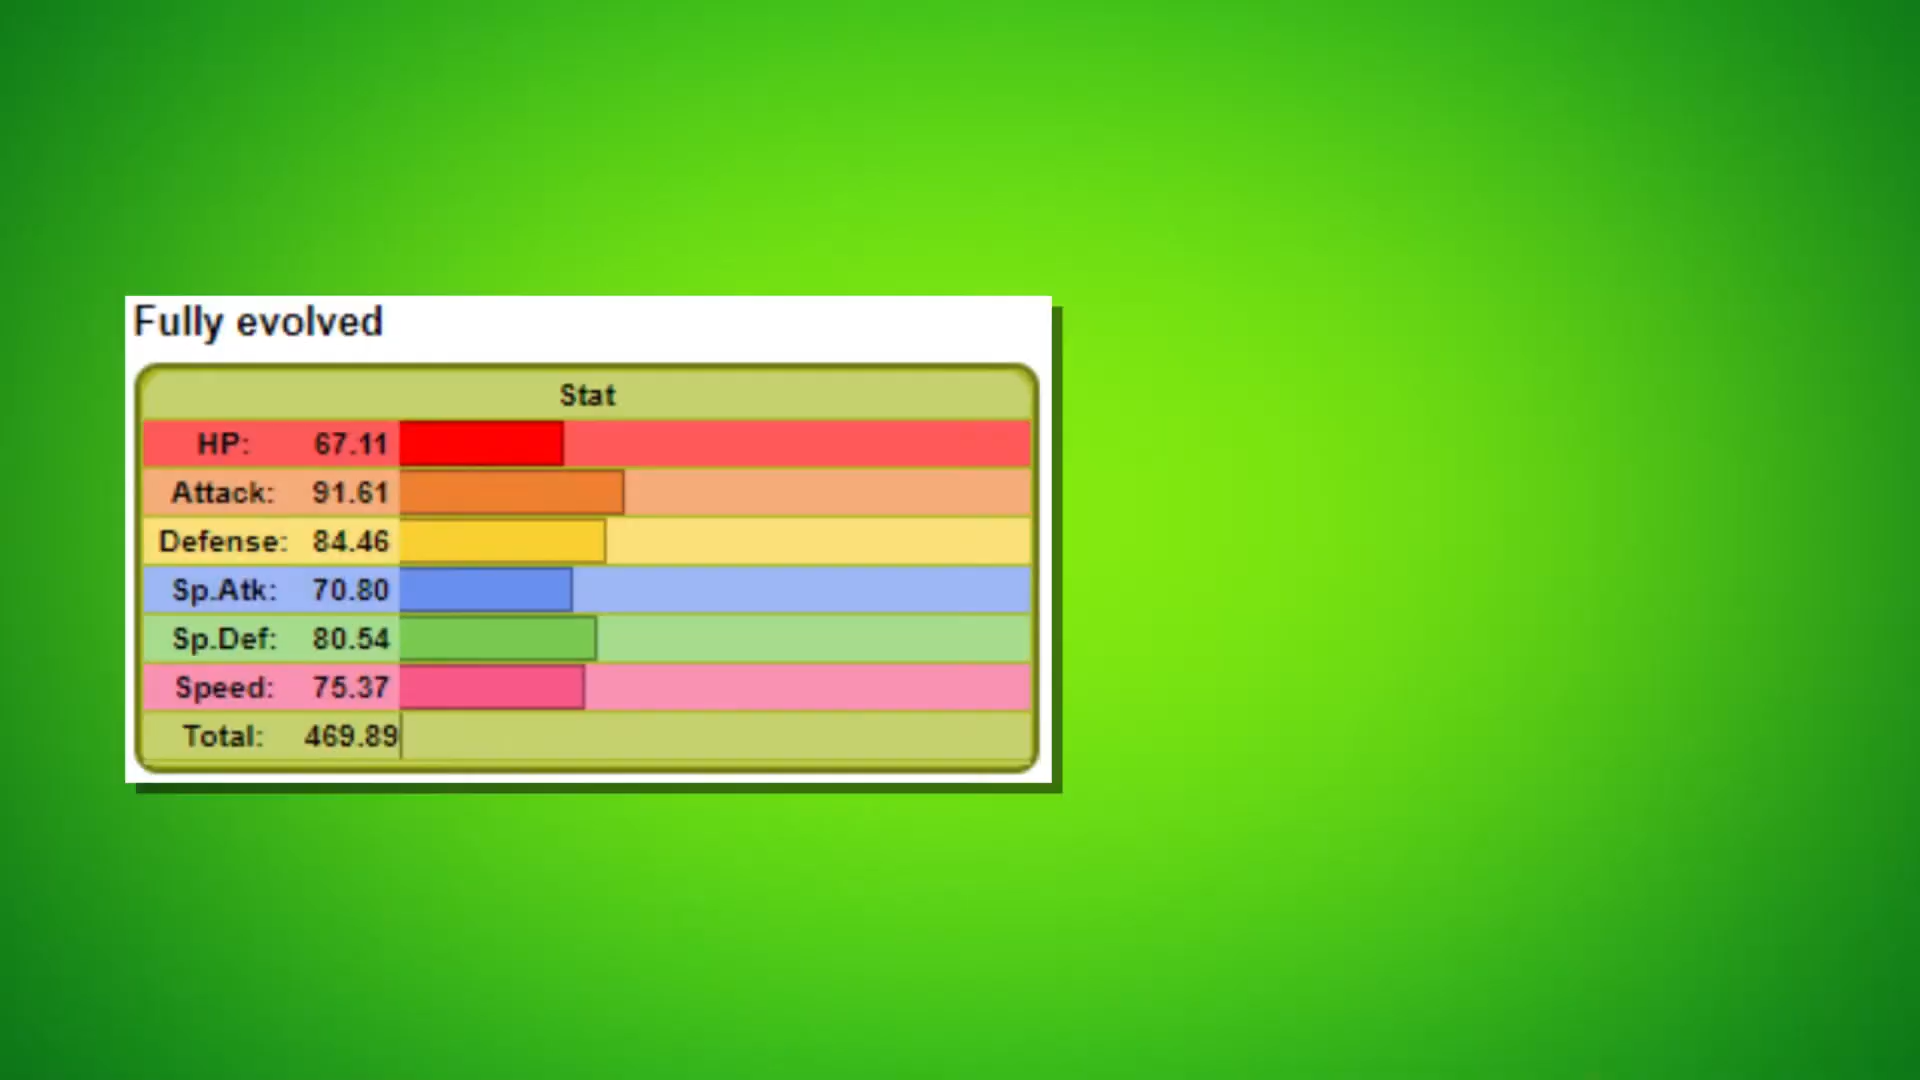 Fully evolved
Stat
HP: 67.11
Attack: 91.61
Defense: 84.46
Sp.Atk: 70.80
Sp.Def: 80.54
Speed: 75.37
Total: 469.89